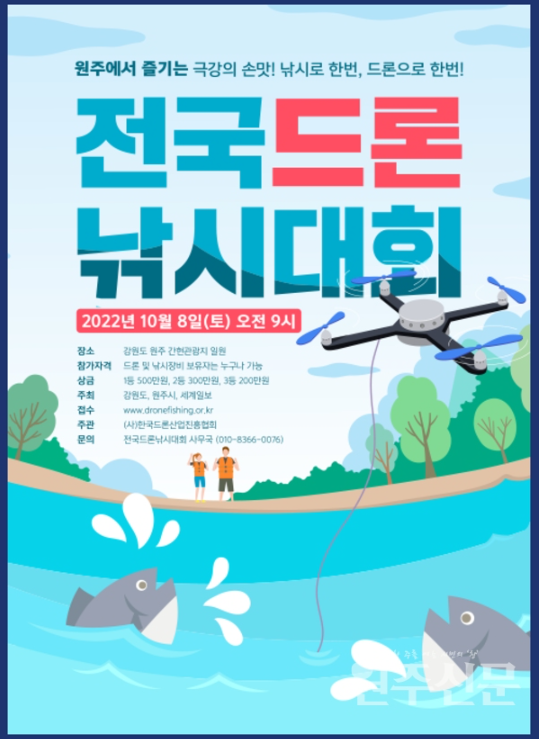 원주에서 즐기는 극강의 손맛! 낚시로 한번, 드론으로 한번!
전국드론
낚시대회
2022년 10월 8일(토) 오전 9시
장소 강원도 원주 간현관광지 일원
참가자격 드론 및 낚시장비 보유자는 누구나 가능
상금 1등 500만원, 2등 300만원, 3등 200만원
주최 강원도, 원주시, 세계일보
접수 www.dronefishing.or.kr
주관 (사)한국드론산업진흥협회
문의 전국드론낚시대회 사무국 (010-8366-0076)
원주신문